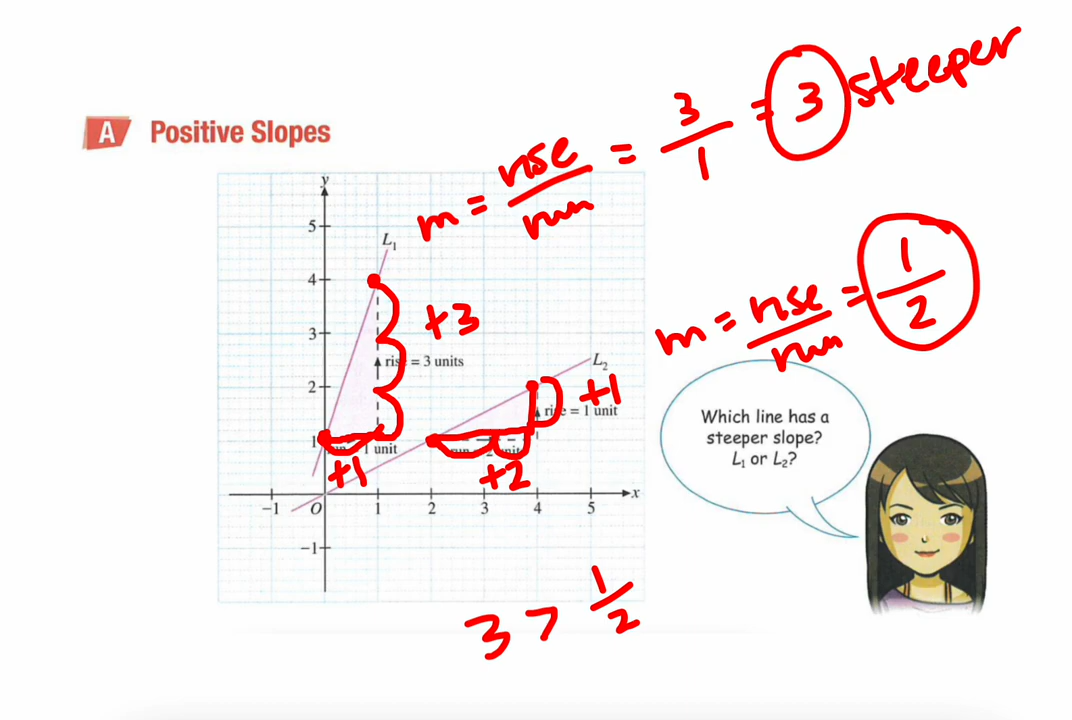 A Positive Slopes
m = rise/run = 3/1 = 3 steeper
m = rise/run = 1/2
y
5
4
3
2
1
L₁
+3
rise = 3 units
1 unit
+1
L₂
+1
rise = 1 unit
+2
-1 O 1 2 3 4 5 x
-1
3 > 1/2
Which line has a
steeper slope?
L₁ or L₂?